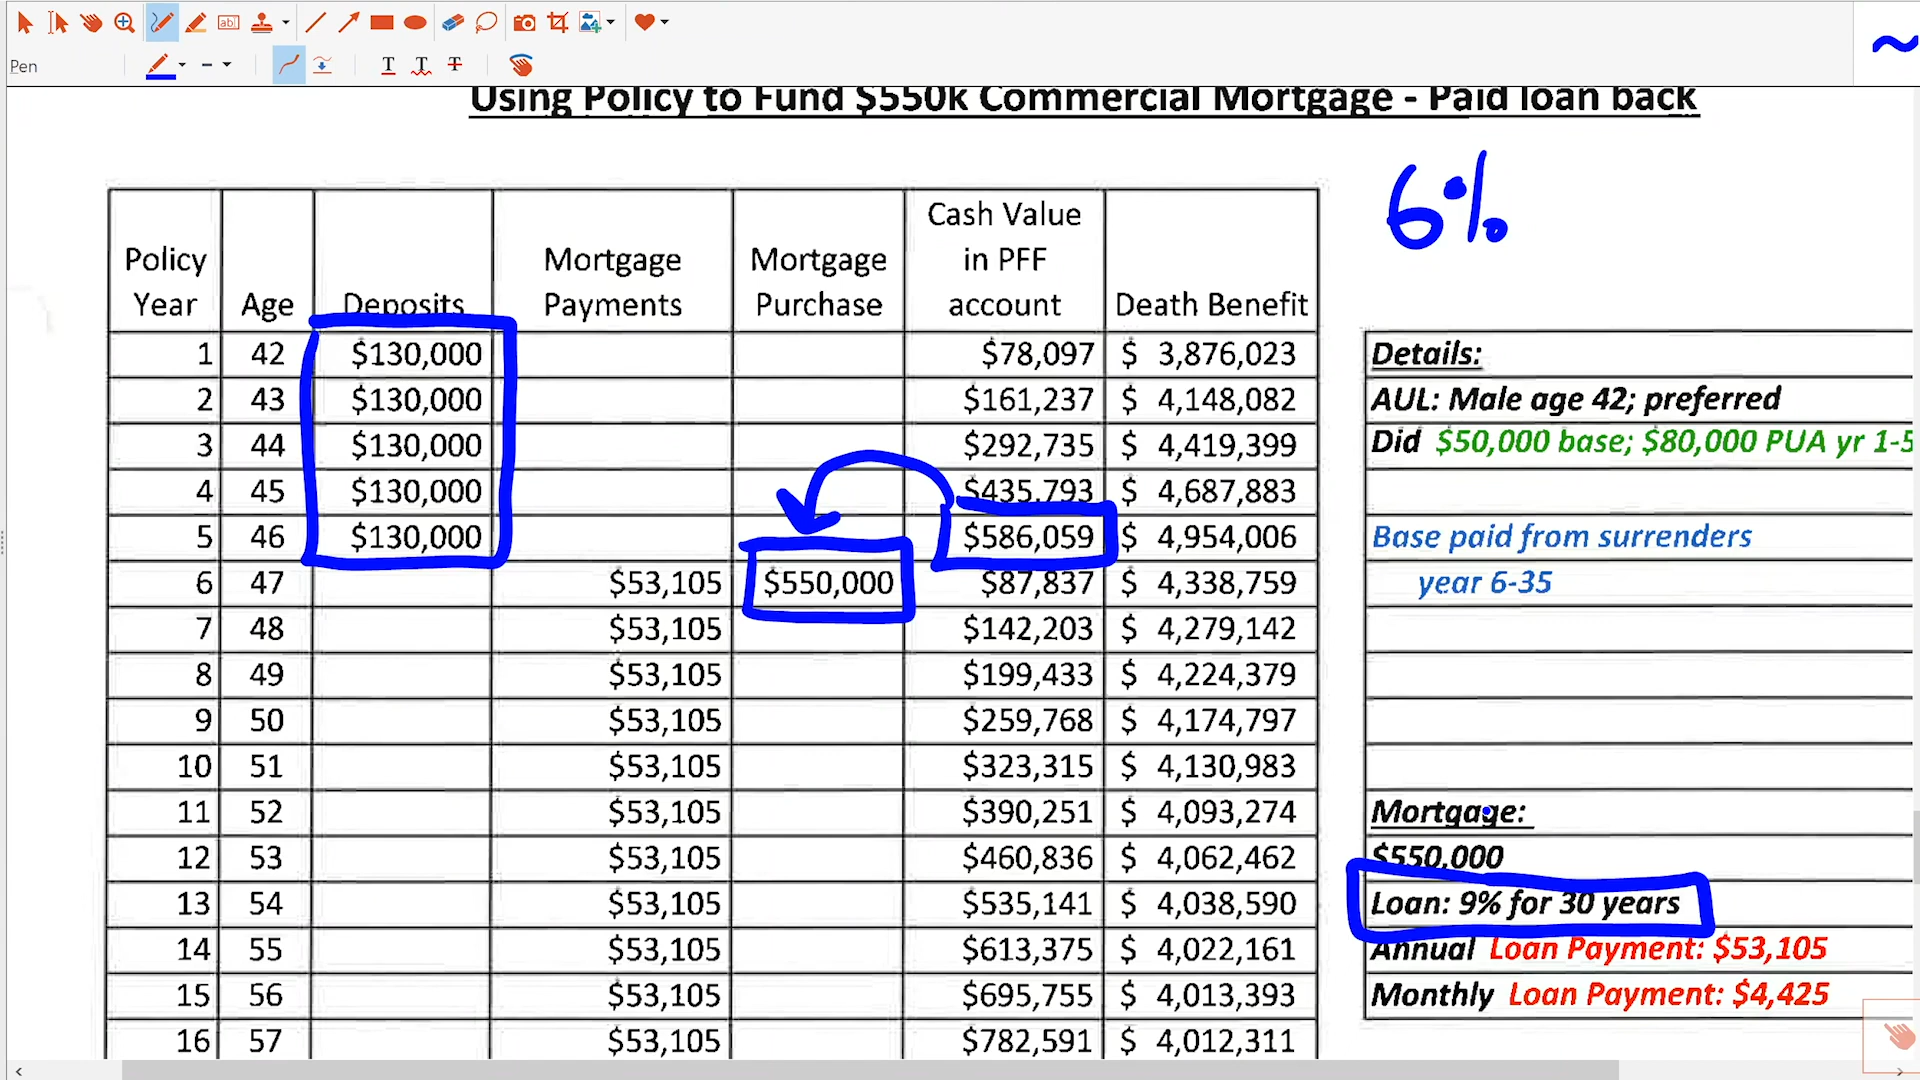 Pen
Using Policy to Fund $550k Commercial Mortgage - Paid loan back
6%
Policy Year Age Deposits Mortgage Payments Mortgage Purchase Cash Value in PFF account Death Benefit
1 42 $130,000 $78,097 $ 3,876,023
2 43 $130,000 $161,237 $ 4,148,082
3 44 $130,000 $292,735 $ 4,419,399
4 45 $130,000 $435,793 $ 4,687,883
5 46 $130,000 $586,059 $ 4,954,006
6 47 $53,105 $550,000 $87,837 $ 4,338,759
7 48 $53,105 $142,203 $ 4,279,142
8 49 $53,105 $199,433 $ 4,224,379
9 50 $53,105 $259,768 $ 4,174,797
10 51 $53,105 $323,315 $ 4,130,983
11 52 $53,105 $390,251 $ 4,093,274
12 53 $53,105 $460,836 $ 4,062,462
13 54 $53,105 $535,141 $ 4,038,590
14 55 $53,105 $613,375 $ 4,022,161
15 56 $53,105 $695,755 $ 4,013,393
16 57 $53,105 $782,591 $ 4,012,311
Details:
AUL: Male age 42; preferred
Did $50,000 base; $80,000 PUA yr 1-5
Base paid from surrenders
year 6-35
Mortgage:
$550,000
Loan: 9% for 30 years
Annual Loan Payment: $53,105
Monthly Loan Payment: $4,425